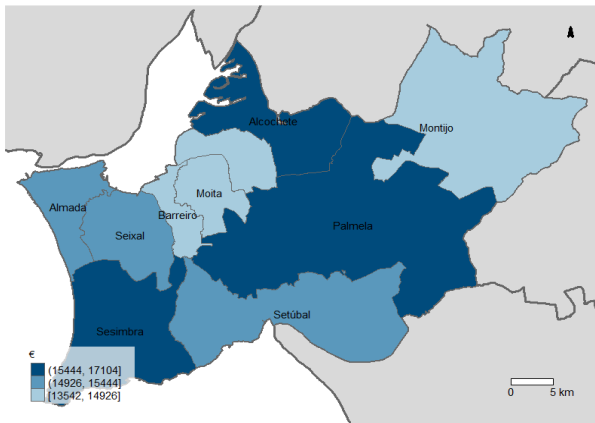 Alcochete
Montijo
Almada
Moita
Barreiro
Seixal
Palmela
Setúbal
Sesimbra
€
(15444, 17104]
(14926, 15444]
[13542, 14926]
0 5 km